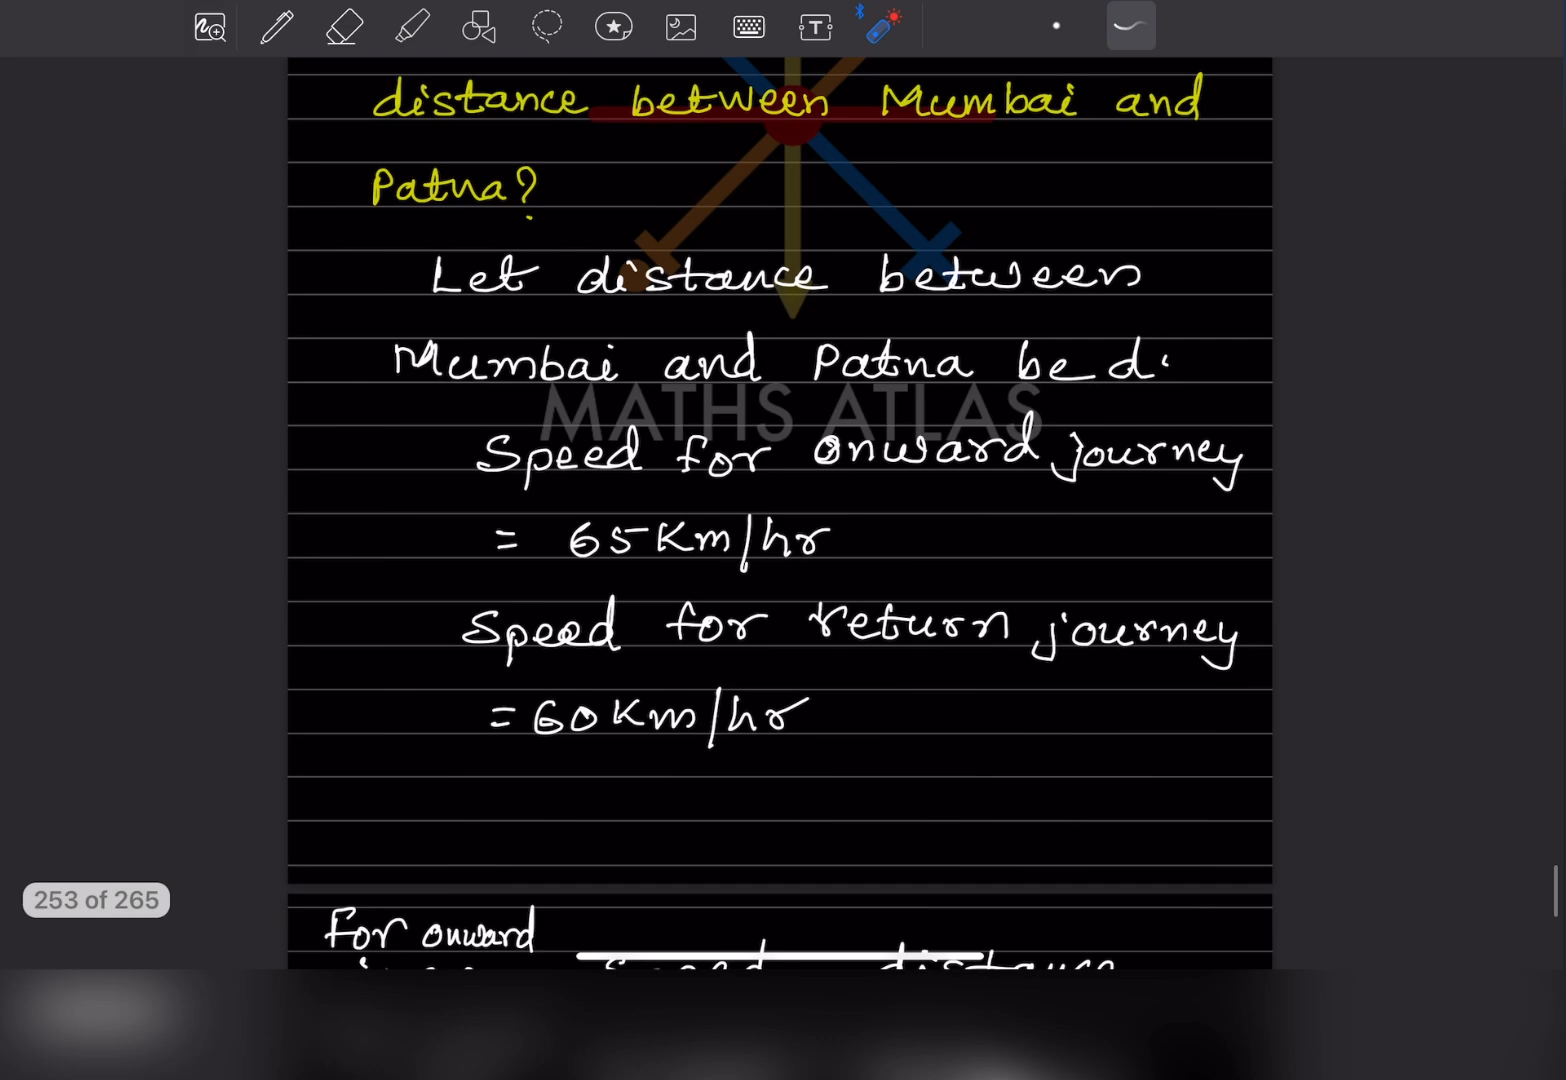 distance between Mumbai and
Patna?
Let distance between
Mumbai and Patna be d.
MATHS ATLAS
Speed for onward journey
= 65 Km/hr
Speed for return journey
= 60 Km/hr
253 of 265
For onward
distance